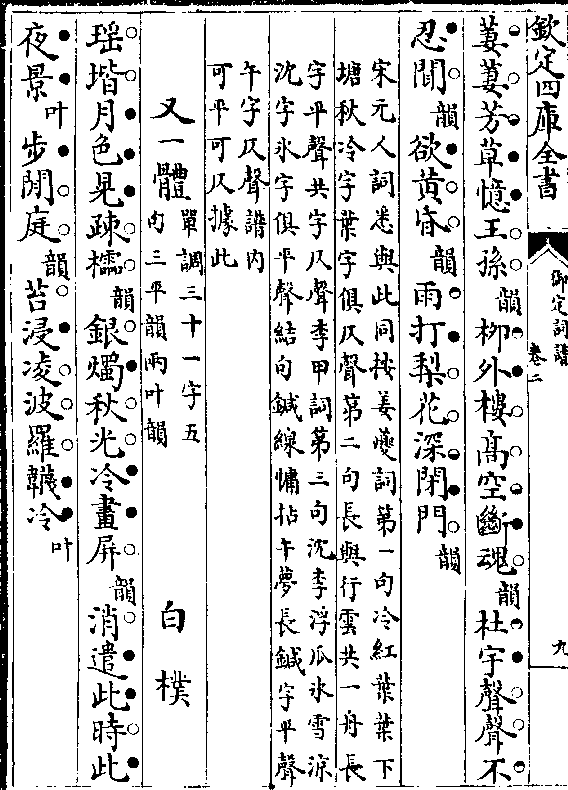 欽定四庫全書
御定詞譜
卷二
九
萋萋芳草憶王孫韻柳外樓高空斷魂韻杜宇聲聲不
忍聞韻欲黄昏韻雨打梨花深閉門韻
宋元人詞悉與此同按姜夔詞第一句冷紅葉葉下
塘秋冷字葉字俱仄聲第二句長與行雲共一舟長
字平聲共字仄聲李甲詞第三句沈李浮瓜氷雪涼
沈字氷字俱平聲結句鍼線慵拈午夢長鍼字平聲
午字仄聲譜内
可平可仄據此
又一體
單調三十一字五
句三平韻兩叶韻
白樸
瑶堦月色晃疎櫺韻銀燭秋光冷畫屏韻消遣此時此
夜景叶步閒庭韻苔浸凌波羅韈冷叶